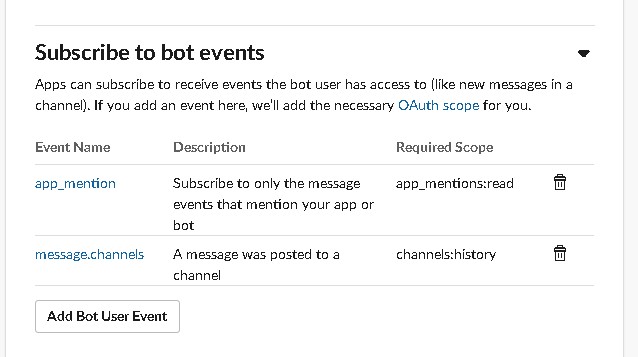 Subscribe to bot events
Apps can subscribe to receive events the bot user has access to (like new messages in a
channel). If you add an event here, we'll add the necessary OAuth scope for you.
Event Name Description Required Scope
app_mention Subscribe to only the message app_mentions:read
events that mention your app or
bot
message.channels A message was posted to a channels:history
channel
Add Bot User Event